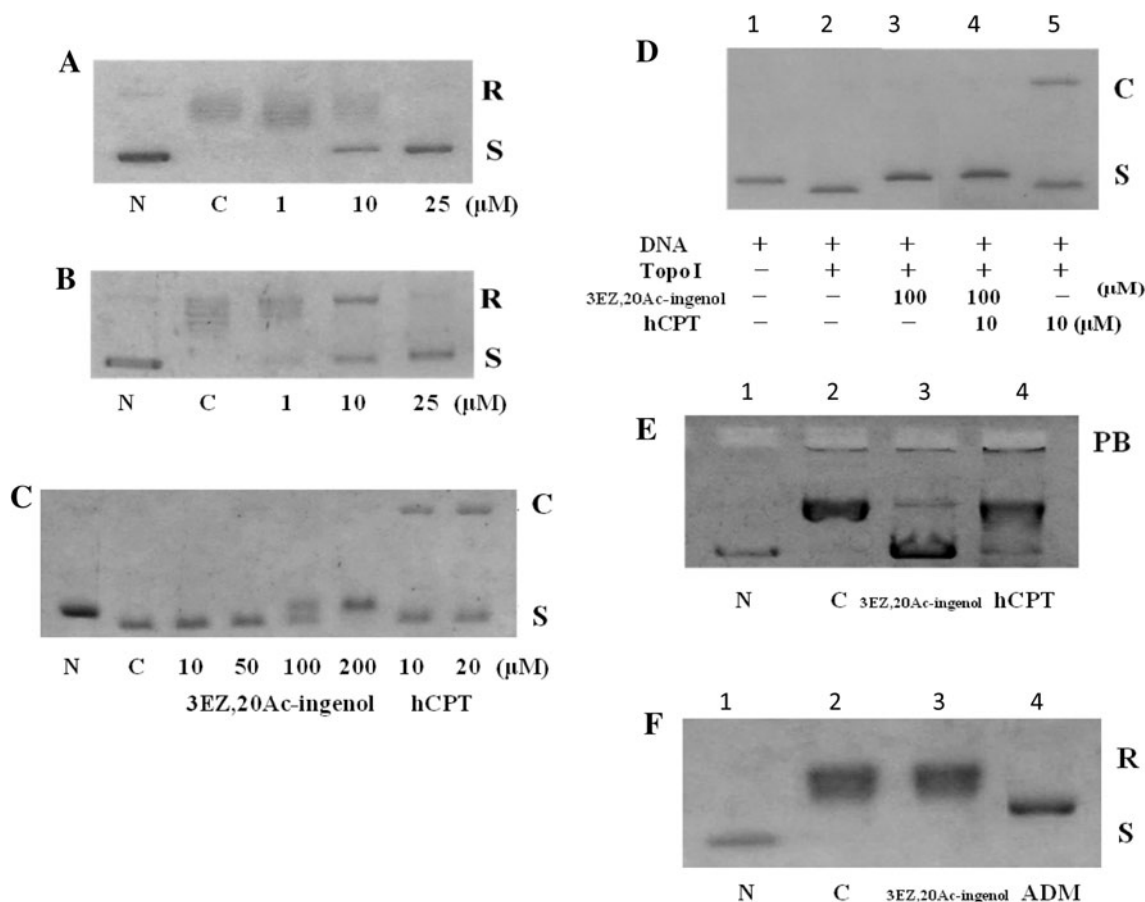 A
R
S
N C 1 10 25 (μM)
B
R
S
N C 1 10 25 (μM)
C
C
S
N C 10 50 100 200 10 20 (μM)
3EZ,20Ac-ingenol hCPT
1 2 3 4 5
D
C
S
DNA + + + + +
Topo I − + + + +
3EZ,20Ac-ingenol − − 100 100 − (μM)
hCPT − − − 10 10 (μM)
1 2 3 4
E
PB
N C 3EZ,20Ac-ingenol hCPT
1 2 3 4
F
R
S
N C 3EZ,20Ac-ingenol ADM